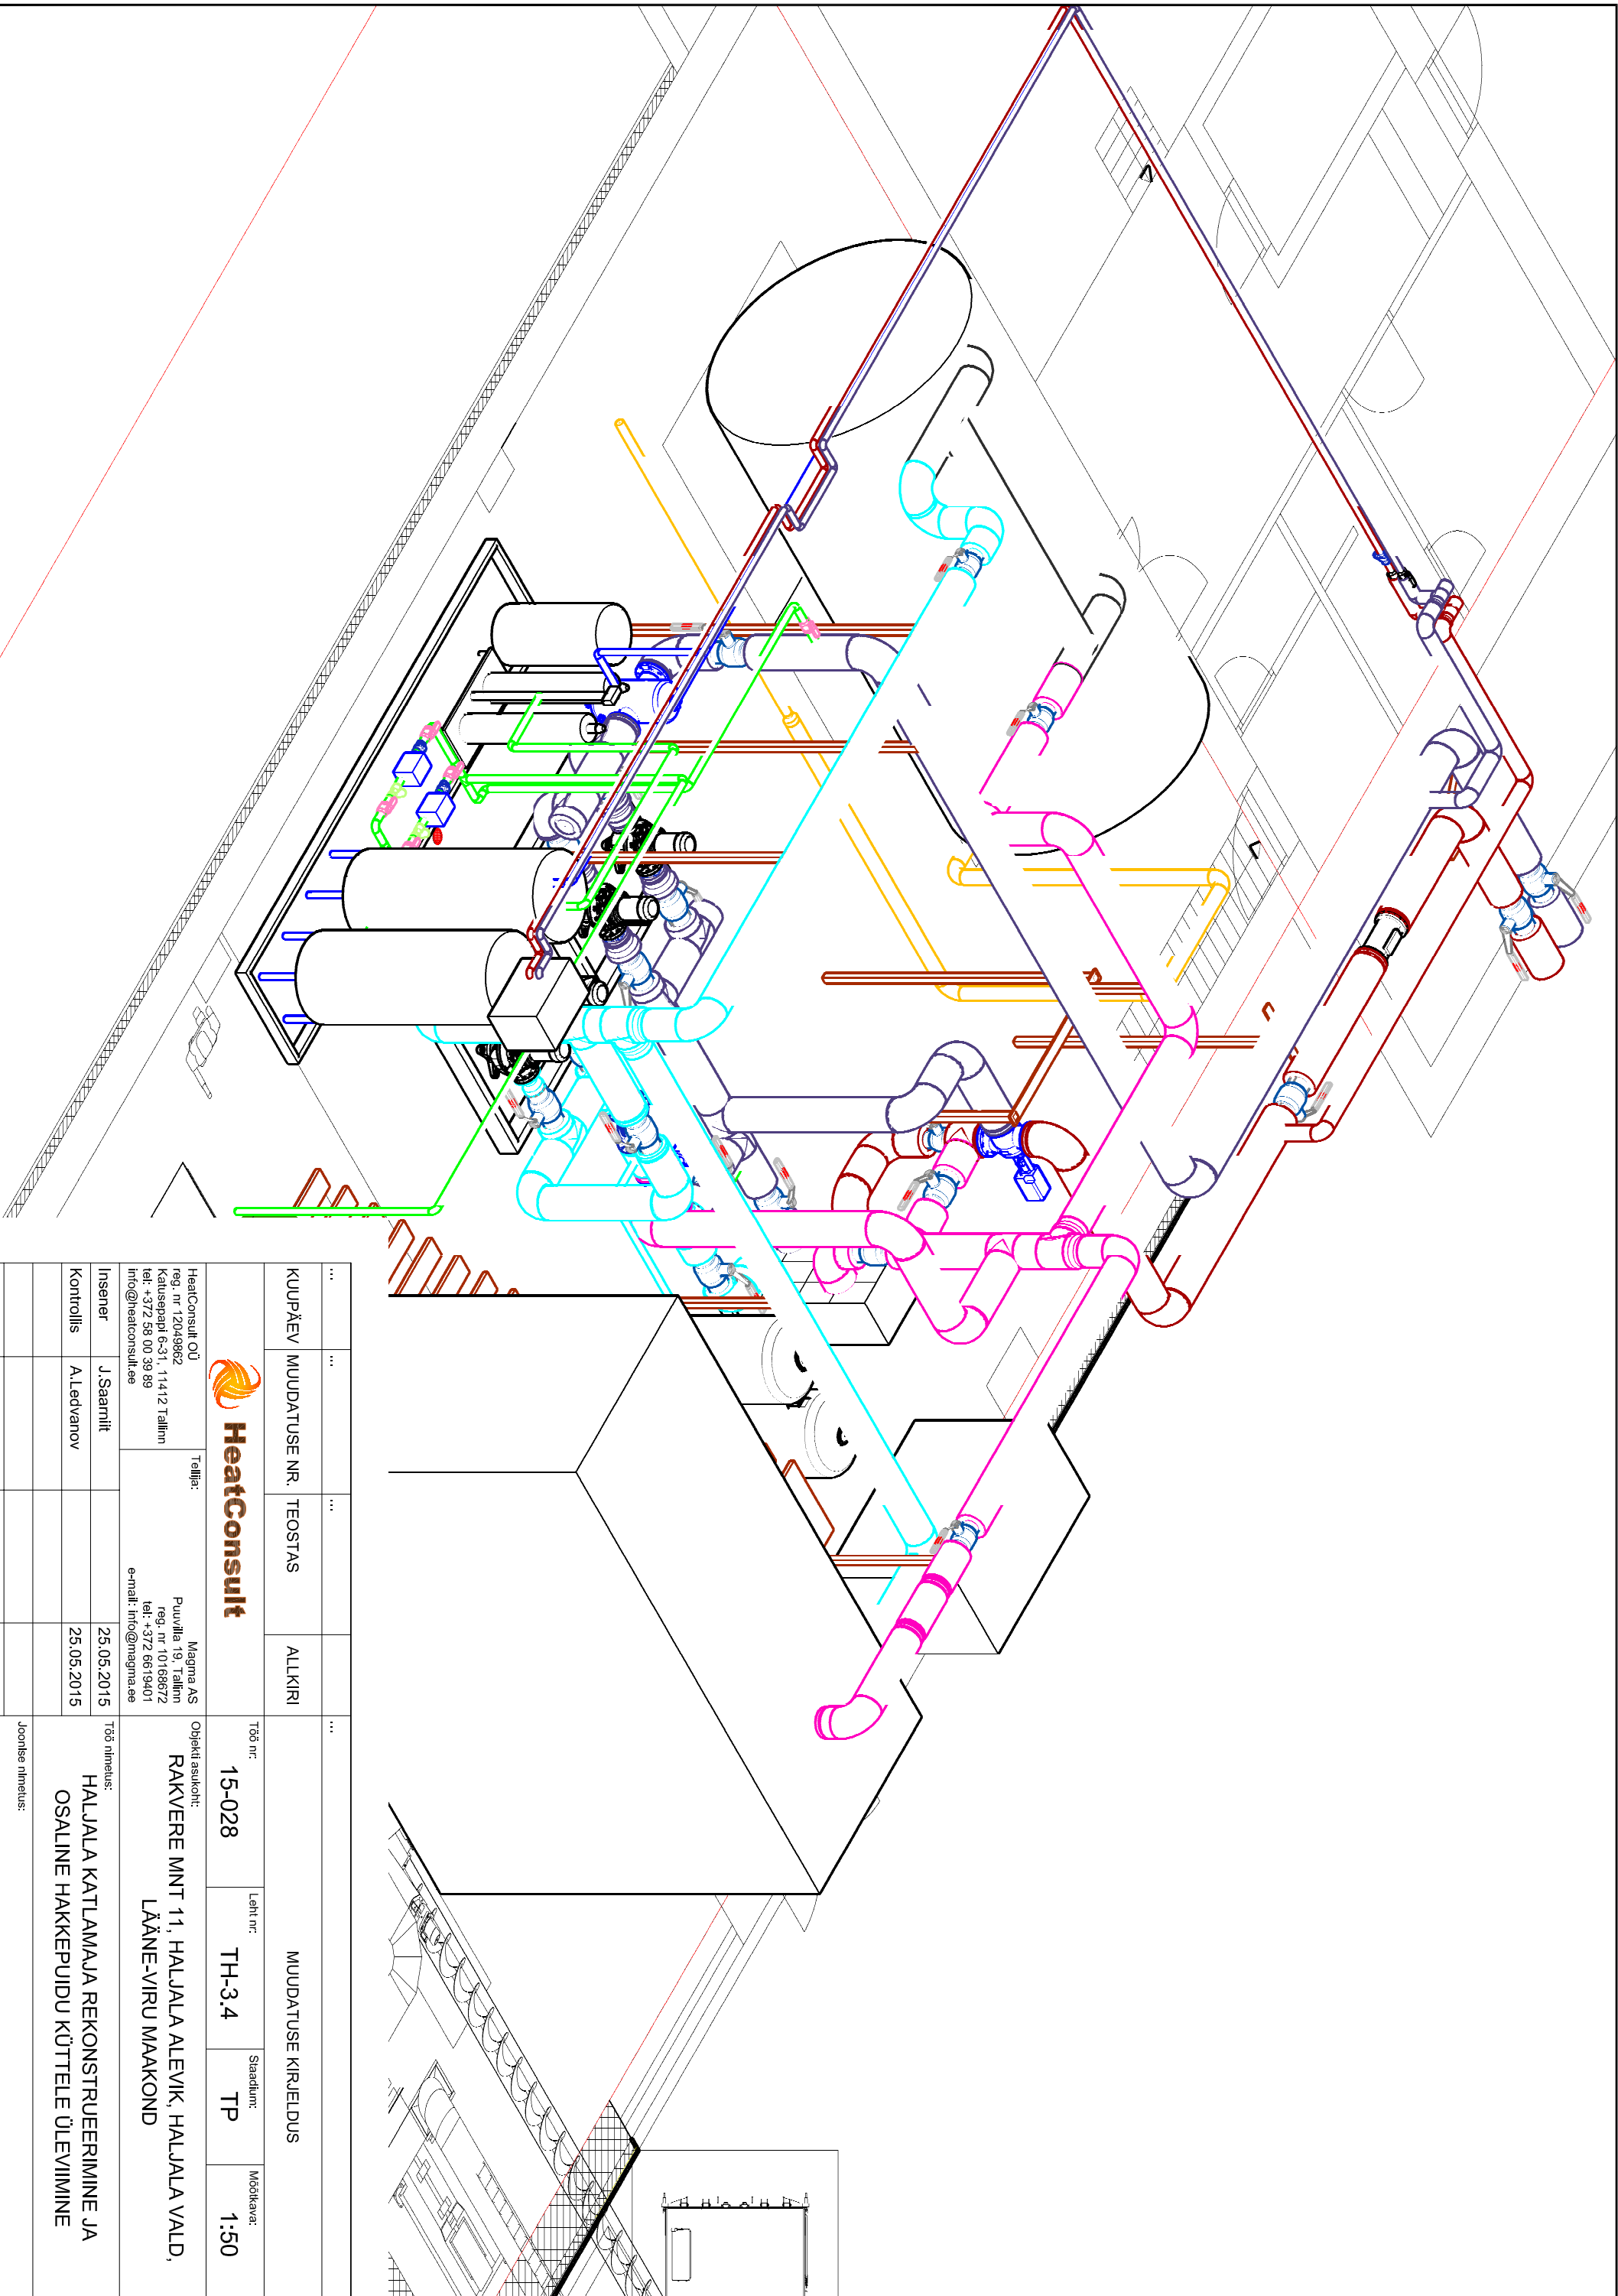 ...
...
...
...
KUUPÄEV
MUUDATUSE NR.
TEOSTAS
ALLKIRI
MUUDATUSE KIRJELDUS
HeatConsult
Töö nr:
15-028
Leht nr:
TH-3.4
Staadium:
TP
Mõõtkava:
1:50
HeatConsult OÜ
reg. nr 12049862
Katusepapi 6-31, 11412 Tallinn
tel: +372 58 00 39 89
info@heatconsult.ee
Tellija:
Magma AS
Puuvilla 19, Tallinn
reg. nr 10168672
tel: +372 6619401
e-mail: info@magma.ee
Objekti asukoht:
RAKVERE MNT 11, HALJALA ALEVIK, HALJALA VALD,
LÄÄNE-VIRU MAAKOND
Insener
J.Saarniit
25.05.2015
Kontrollis
A.Ledvanov
25.05.2015
Töö nimetus:
HALJALA KATLAMAJA REKONSTRUEERIMINE JA
OSALINE HAKKEPUIDU KÜTTELE ÜLEVIIMINE
Joonise nimetus: